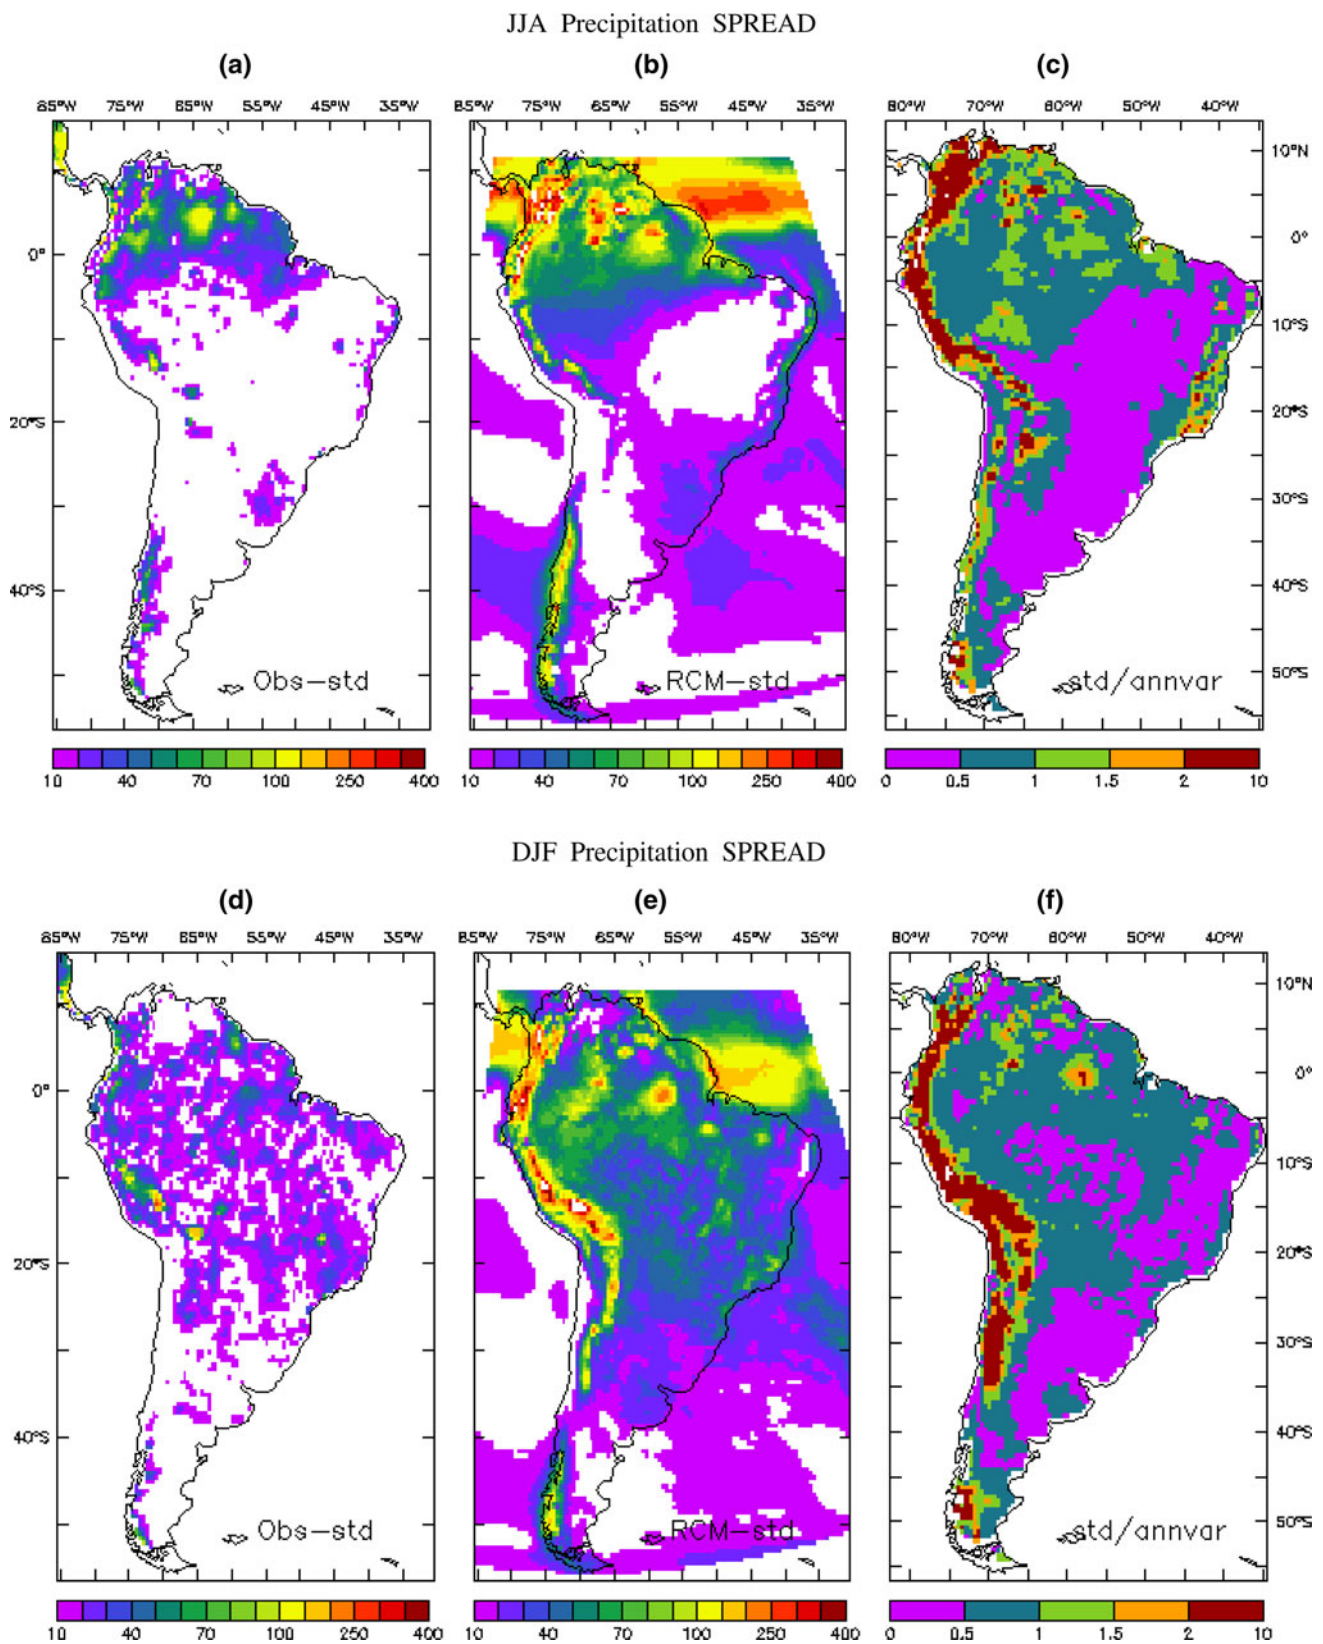 JJA Precipitation SPREAD
(a) (b) (c)
85°W 75°W 65°W 55°W 45°W 35°W 85°W 75°W 65°W 55°W 45°W 35°W 80°W 70°W 60°W 50°W 40°W
0° 10°N
20°S 0°
40°S 10°S
20°S
30°S
40°S
50°S
Obs-std RCM-std std/annvar
10 40 70 100 250 400 10 40 70 100 250 400 0 0.5 1 1.5 2 10
DJF Precipitation SPREAD
(d) (e) (f)
85°W 75°W 65°W 55°W 45°W 35°W 85°W 75°W 65°W 55°W 45°W 35°W 80°W 70°W 60°W 50°W 40°W
0° 10°N
20°S 0°
40°S 10°S
20°S
30°S
40°S
50°S
Obs-std RCM-std std/annvar
10 40 70 100 250 400 10 40 70 100 250 400 0 0.5 1 1.5 2 10